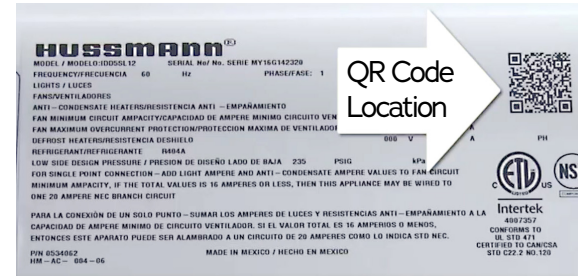 HUSSMANN®
MODEL / MODELO:IDD5SL12 SERIAL No/ No. SERIE MY16G142320
FREQUENCY/FRECUENCIA 60 Hz PHASE/FASE: 1
LIGHTS / LUCES
FANS/VENTILADORES
ANTI-CONDENSATE HEATERS/RESISTENCIA ANTI-EMPAÑAMIENTO
FAN MINIMUM CIRCUIT AMPACITY/CAPACIDAD DE AMPERE MINIMO CIRCUITO
FAN MAXIMUM OVERCURRENT PROTECTION/PROTECCION MAXIMA DE A
DEFROST HEATERS/RESISTENCIA DESHIELO 000 V A PH
REFRIGERANT/REFRIGERANTE R404A
LOW SIDE DESIGN PRESSURE / PRESION DE DISEÑO LADO DE BAJA 235 PSIG kPa
FOR SINGLE POINT CONNECTION-ADD LIGHT AMPERE AND ANTI-CONDENSATE AMPERE VALUES TO FAN CIRCUIT
MINIMUM AMPACITY, IF THE TOTAL VALUES IS 16 AMPERES OR LESS, THEN THIS APPLIANCE MAY BE WIRED TO
ONE 20 AMPERE NEC BRANCH CIRCUIT
PARA LA CONEXIÓN DE UN SOLO PUNTO-SUMAR LOS AMPERES DE LUCES Y RESISTENCIAS ANTI-EMPAÑAMIENTO A LA
CAPACIDAD DE AMPERE MINIMO DE CIRCUITO VENTILADOR. SI EL VALOR TOTAL ES 16 AMPERIOS O MENOS,
ENTONCES ESTE APARATO PUEDE SER ALAMBRADO A UN CIRCUITO DE 20 AMPERES COMO LO INDICA STD NEC.
P/N 0534062 MADE IN MEXICO / HECHO EN MEXICO
HM-AC-004-06
QR Code
Location
C ETL US
NS
Intertek
4007357
CONFORMS TO
UL STD 471
CERTIFIED TO CAN/CSA
STD C22.2 NO.120